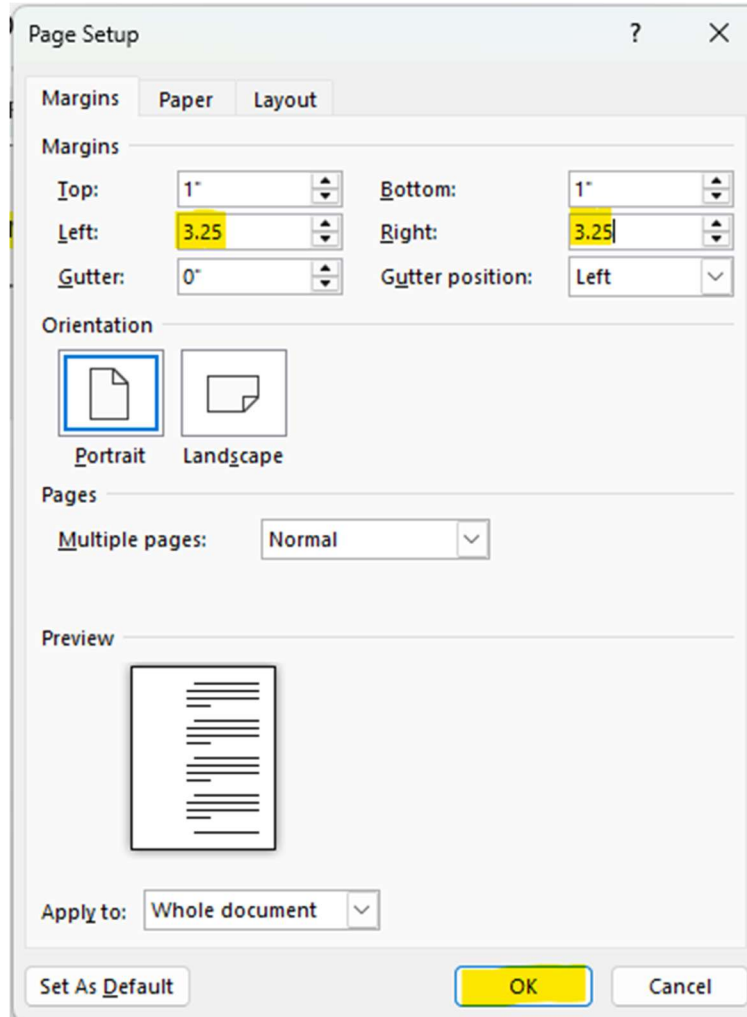 Page Setup ? ×
Margins Paper Layout
Margins
Top: 1" Bottom: 1"
Left: 3.25 Right: 3.25
Gutter: 0" Gutter position: Left
Orientation
Portrait Landscape
Pages
Multiple pages: Normal
Preview
Apply to: Whole document
Set As Default OK Cancel